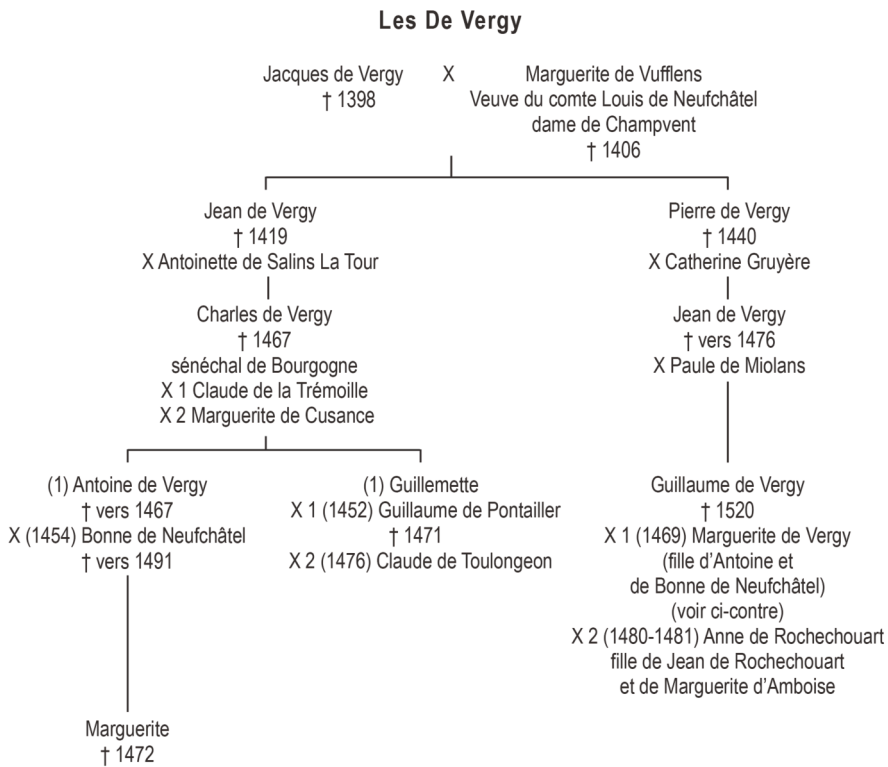 Les De Vergy
Jacques de Vergy
† 1398
X
Marguerite de Vufflens
Veuve du comte Louis de Neufchâtel
dame de Champvent
† 1406
Jean de Vergy
† 1419
X Antoinette de Salins La Tour
Pierre de Vergy
† 1440
X Catherine Gruyère
Charles de Vergy
† 1467
sénéchal de Bourgogne
X 1 Claude de la Trémoille
X 2 Marguerite de Cusance
Jean de Vergy
† vers 1476
X Paule de Miolans
(1) Antoine de Vergy
† vers 1467
X (1454) Bonne de Neufchâtel
† vers 1491
(1) Guillemette
X 1 (1452) Guillaume de Pontailler
† 1471
X 2 (1476) Claude de Toulongeon
Guillaume de Vergy
† 1520
X 1 (1469) Marguerite de Vergy
(fille d’Antoine et
de Bonne de Neufchâtel)
(voir ci-contre)
X 2 (1480-1481) Anne de Rochechouart
fille de Jean de Rochechouart
et de Marguerite d’Amboise
Marguerite
† 1472